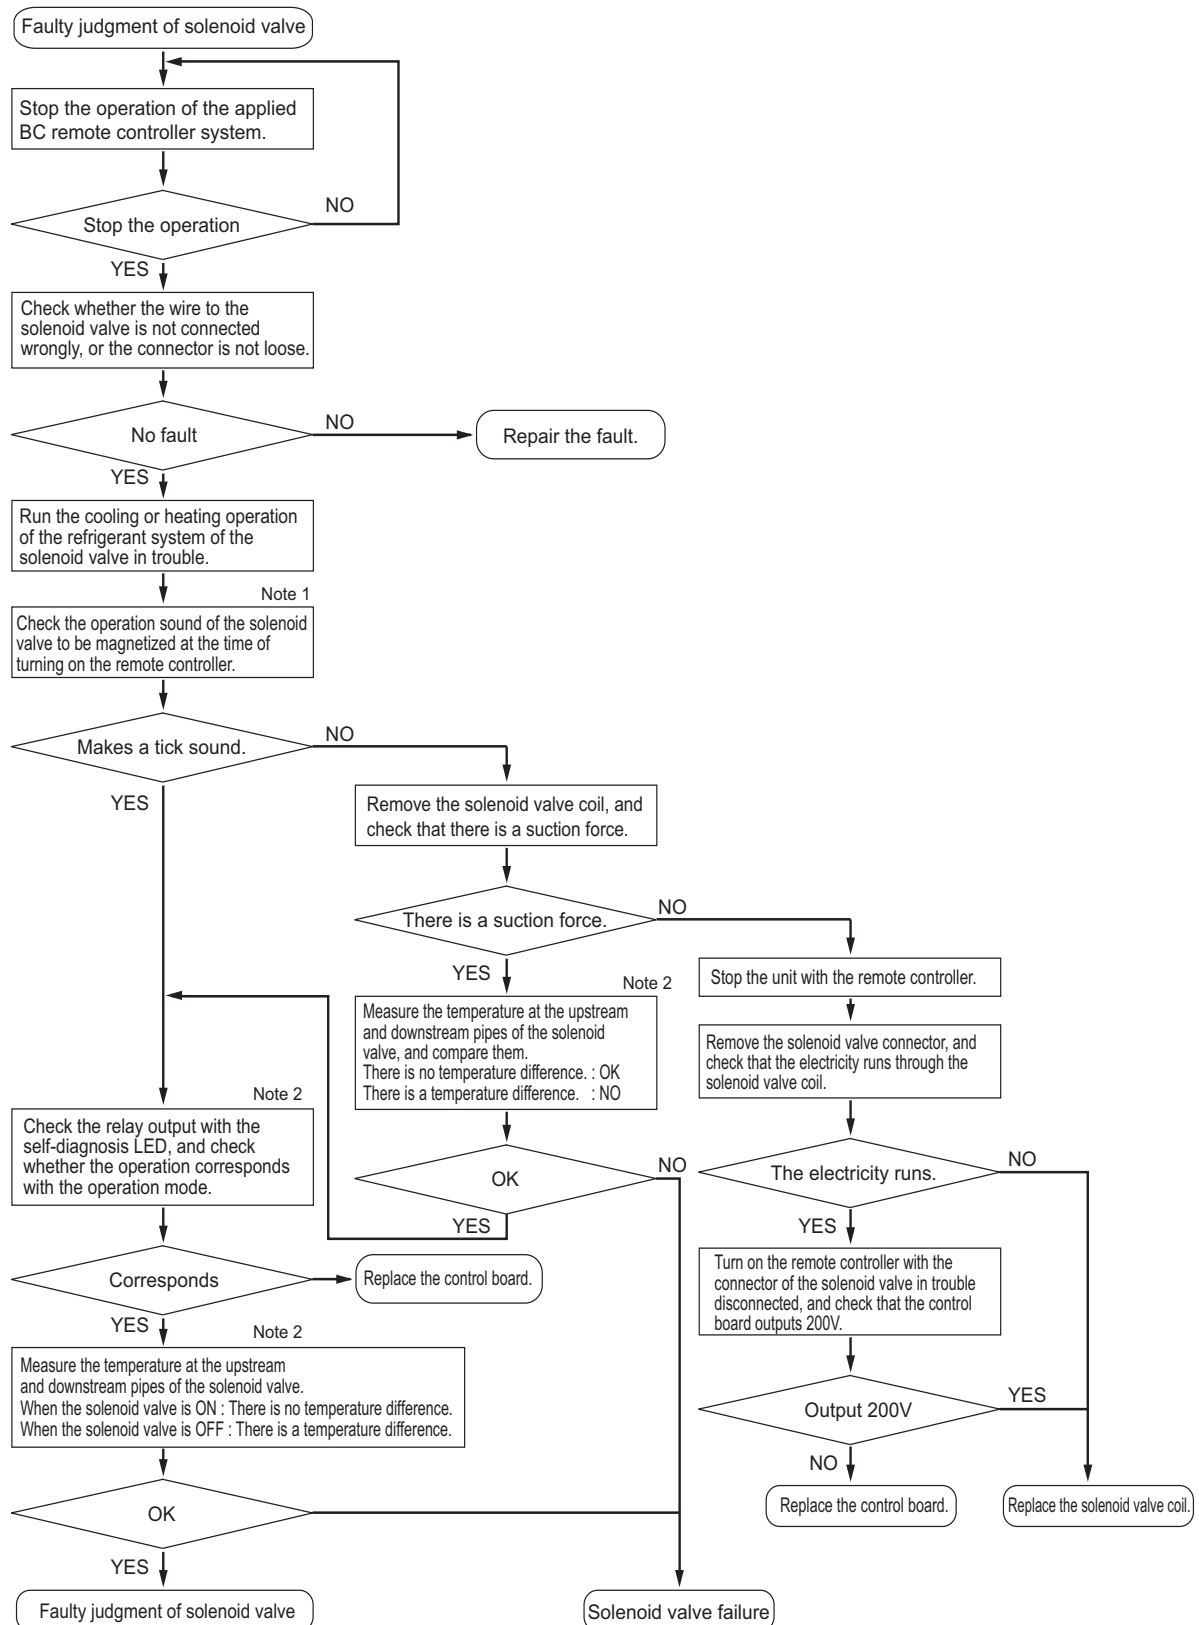 Faulty judgment of solenoid valve
Stop the operation of the applied
BC remote controller system.
Stop the operation
NO
YES
Check whether the wire to the
solenoid valve is not connected
wrongly, or the connector is not loose.
No fault
NO
Repair the fault.
YES
Run the cooling or heating operation
of the refrigerant system of the
solenoid valve in trouble.
Note 1
Check the operation sound of the solenoid
valve to be magnetized at the time of
turning on the remote controller.
Makes a tick sound.
NO
YES
Remove the solenoid valve coil, and
check that there is a suction force.
There is a suction force.
NO
YES
Note 2
Measure the temperature at the upstream
and downstream pipes of the solenoid
valve, and compare them.
There is no temperature difference. : OK
There is a temperature difference. : NO
Stop the unit with the remote controller.
Remove the solenoid valve connector, and
check that the electricity runs through the
solenoid valve coil.
Note 2
Check the relay output with the
self-diagnosis LED, and check
whether the operation corresponds
with the operation mode.
OK
NO
YES
The electricity runs.
NO
YES
Corresponds
Replace the control board.
YES
Turn on the remote controller with the
connector of the solenoid valve in trouble
disconnected, and check that the control
board outputs 200V.
Note 2
Measure the temperature at the upstream
and downstream pipes of the solenoid valve.
When the solenoid valve is ON : There is no temperature difference.
When the solenoid valve is OFF : There is a temperature difference.
Output 200V
YES
NO
Replace the control board.
Replace the solenoid valve coil.
OK
YES
Faulty judgment of solenoid valve
Solenoid valve failure